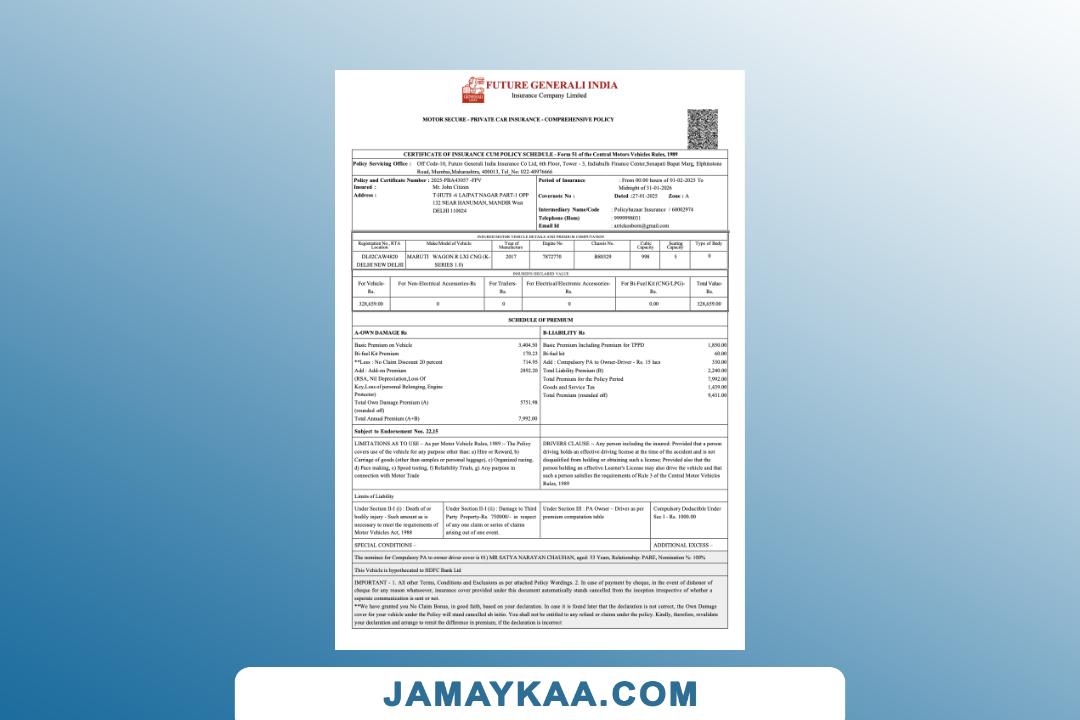 FUTURE GENERALI INDIA
Insurance Company Limited
MOTOR SECURE - PRIVATE CAR INSURANCE - COMPREHENSIVE POLICY
CERTIFICATE OF INSURANCE CUM POLICY SCHEDULE - Form 51 of the Central Motors Vehicles Rules, 1989
Policy Servicing Office : Off Code-10, Future Generali India Insurance Co Ltd, 6th Floor, Tower - 3, Indiabulls Finance Center,Senapati Bapat Marg, Elphinstone
Road, Mumbai,Maharashtra, 400013, Tel_No: 022-40976666
Policy and Certificate Number : 2025-PBA43057 -FPV
Insured : Mr. John Citizen
Address : T-HUTS -6 LAJPAT NAGAR PART-1 OPP
132 NEAR HANUMAN, MANDIR West
DELHI 110024
Period of Insurance : From 00:00 hours of 01-02-2025 To
Midnight of 31-01-2026
Covernote No : Dated :27-01-2025 Zone : A
Intermediary Name/Code : Policybazaar Insurance / 60002974
Telephone (Hom) : 9999998031
Email Id : aztekenborn@gmail.com
INSURED MOTOR VEHICLE DETAILS AND PREMIUM COMPUTATION
Registration No., RTA Location Make/Model of Vehicle Year of Manufacture Engine No Chassis No. Cubic Capacity Seating Capacity Type of Body
DL02CAW4820 DELHI NEW DELHI MARUTI WAGON R LXI CNG (K-SERIES 1.0) 2017 7872770 B80329 998 5 0
INSURED'S DECLARED VALUE
For Vehicle-Rs. For Non-Electrical Accessories-Rs For Trailers-Rs. For Electrical/Electronic Accessories-Rs. For Bi-Fuel Kit (CNG/LPG)-Rs. Total Value-Rs.
328,659.00 0 0 0 0.00 328,659.00
SCHEDULE OF PREMIUM
A-OWN DAMAGE Rs
Basic Premium on Vehicle 3,404.50
Bi-fuel Kit Premium 170.23
**Less : No Claim Discount 20 percent 714.95
Add : Add-on Premium 2892.20
(RSA, Nil Depreciation,Loss Of
Key,Loss of personal Belonging, Engine
Protector)
Total Own Damage Premium (A) 5751.98
(rounded off)
Total Annual Premium (A+B) 7,992.00
B-LIABILITY Rs
Basic Premium Including Premium for TPPD 1,850.00
Bi-fuel kit 60.00
Add : Compulsory PA to Owner-Driver - Rs. 15 lacs 330.00
Total Liability Premium (B) 2,240.00
Total Premium for the Policy Period 7,992.00
Goods and Service Tax 1,439.00
Total Premium (rounded off) 9,431.00
Subject to Endorsement Nos. 22,15
LIMITATIONS AS TO USE – As per Motor Vehicle Rules, 1989 :- The Policy
covers use of the vehicle for any purpose other than: a) Hire or Reward, b)
Carriage of goods (other than samples or personal luggage), c) Organized racing,
d) Pace making, e) Speed testing, f) Reliability Trials, g) Any purpose in
connection with Motor Trade
DRIVERS CLAUSE :- Any person including the insured: Provided that a person
driving holds an effective driving license at the time of the accident and is not
disqualified from holding or obtaining such a license; Provided also that the
person holding an effective Learner's License may also drive the vehicle and that
such a person satisfies the requirements of Rule 3 of the Central Motor Vehicles
Rules, 1989
Limits of Liability
Under Section II-1 (i) : Death of or
bodily injury - Such amount as is
necessary to meet the requirements of
Motor Vehicles Act, 1988
Under Section II-1 (ii) : Damage to Third
Party Property-Rs. 750000/- in respect
of any one claim or series of claims
arising out of one event.
Under Section III : PA Owner – Driver as per
premium computation table
Compulsory Deductible Under
Sec I - Rs. 1000.00
SPECIAL CONDITIONS –
ADDITIONAL EXCESS –
The nominee for Compulsory PA to owner driver cover is 01) MR SATYA NARAYAN CHAUHAN, aged: 53 Years, Relationship: PARE, Nomination %: 100%
This Vehicle is hypothecated to HDFC Bank Ltd
IMPORTANT - 1. All other Terms, Conditions and Exclusions as per attached Policy Wordings. 2. In case of payment by cheque, in the event of dishonor of
cheque for any reason whatsoever, insurance cover provided under this document automatically stands cancelled from the inception irrespective of whether a
separate communication is sent or not.
**We have granted you No Claim Bonus, in good faith, based on your declaration. In case it is found later that the declaration is not correct, the Own Damage
cover for your vehicle under the Policy will stand cancelled ab initio. You shall not be entitled to any refund or claims under the policy. Kindly, therefore, revalidate
your declaration and arrange to remit the difference in premium, if the declaration is incorrect
JAMAYKAA.COM